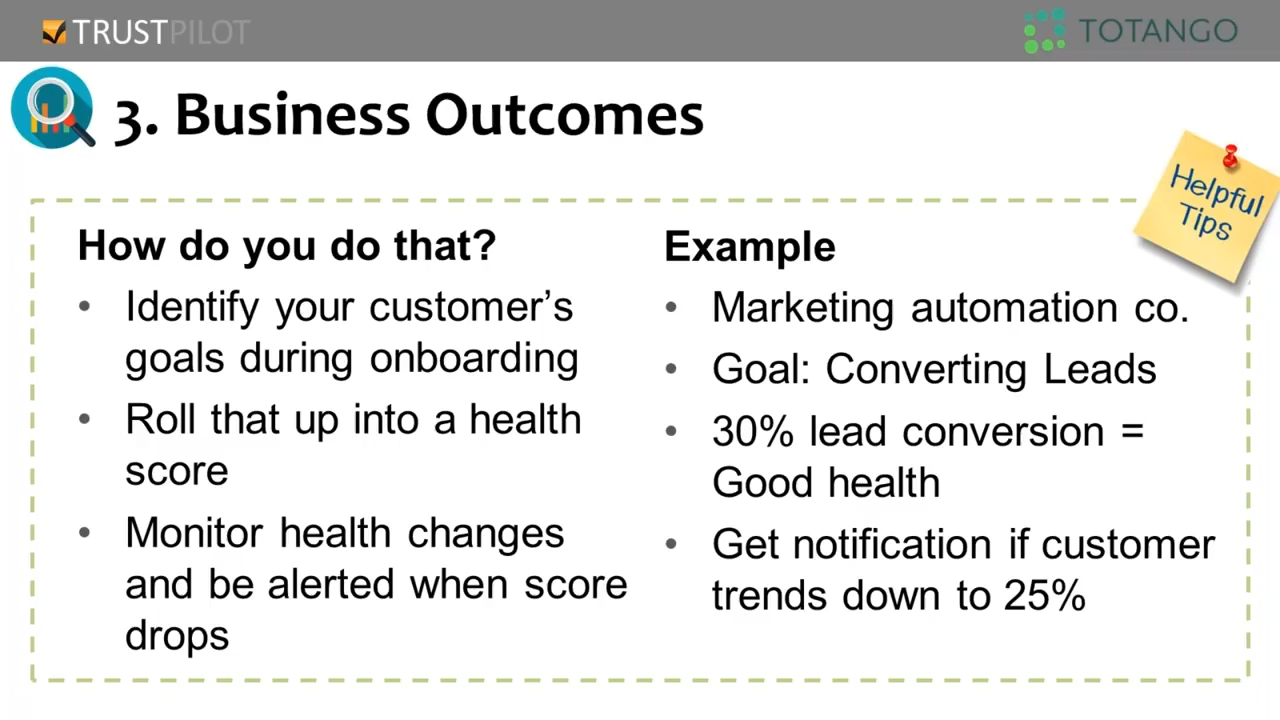 TRUSTPILOT
TOTANGO
3. Business Outcomes
Helpful
Tips
How do you do that?
• Identify your customer’s
goals during onboarding
• Roll that up into a health
score
• Monitor health changes
and be alerted when score
drops
Example
• Marketing automation co.
• Goal: Converting Leads
• 30% lead conversion =
Good health
• Get notification if customer
trends down to 25%